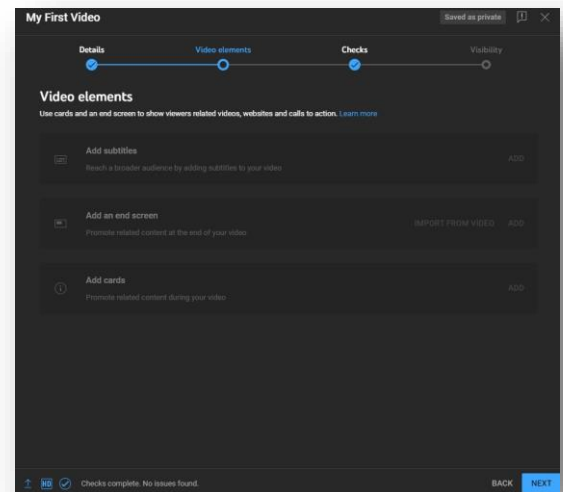 My First Video
Saved as private
Details
Video elements
Checks
Visibility
Video elements
Use cards and an end screen to show viewers related videos, websites and calls to action. Learn more
Add subtitles
Reach a broader audience by adding subtitles to your video
ADD
Add an end screen
Promote related content at the end of your video
IMPORT FROM VIDEO
ADD
Add cards
Promote related content during your video
ADD
HD
Checks complete. No issues found.
BACK
NEXT